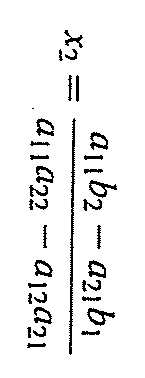 x₂ = (a₁₁b₂ − a₂₁b₁) / (a₁₁a₂₂ − a₁₂a₂₁)